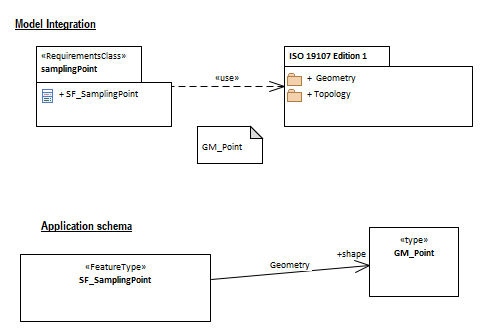 Model Integration
«RequirementsClass»
samplingPoint
+ SF_SamplingPoint
«use»
ISO 19107 Edition 1
+ Geometry
+ Topology
GM_Point
Application schema
«FeatureType»
SF_SamplingPoint
Geometry
+shape
«type»
GM_Point